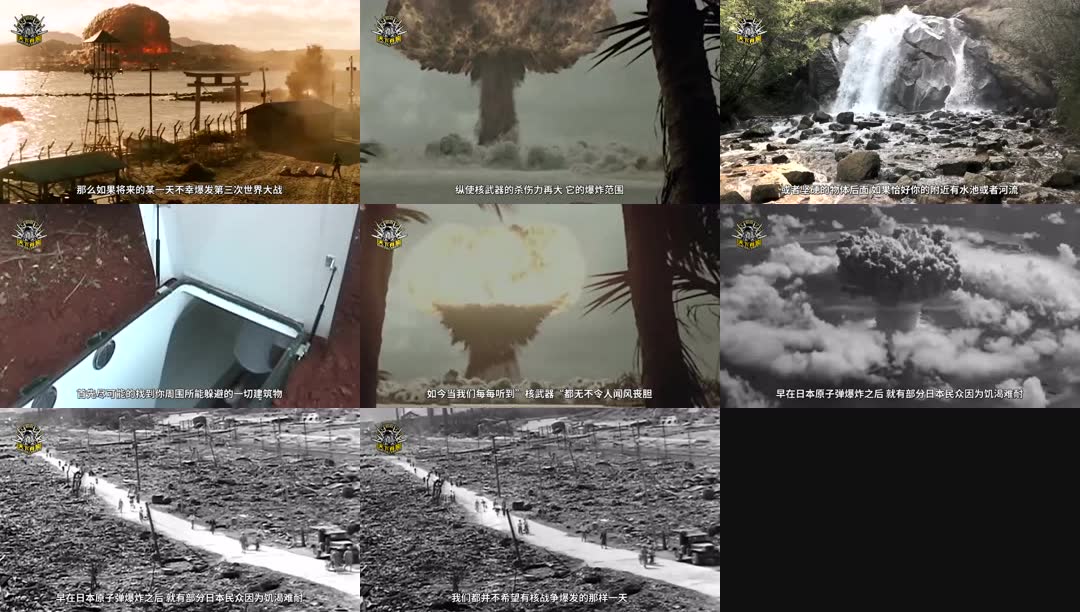 那么如果将来的某一天不幸爆发第三次世界大战
纵使核武器的杀伤力再大 它的爆炸范围
或者坚硬的物体后面 如果恰好你的附近有水池或者河流
首先尽可能的找到你周围所能躲避的一切建筑物
如今当我们每每听到”核武器“都无不令人闻风丧胆
早在日本原子弹爆炸之后 就有部分日本民众因为饥渴难耐
早在日本原子弹爆炸之后 就有部分日本民众因为饥渴难耐
我们都并不希望有核战争爆发的那样一天